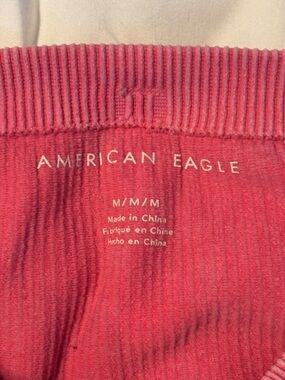 AMERICAN EAGLE
M/M/M
Made in China
Fabriqué en Chine
Hecho en China